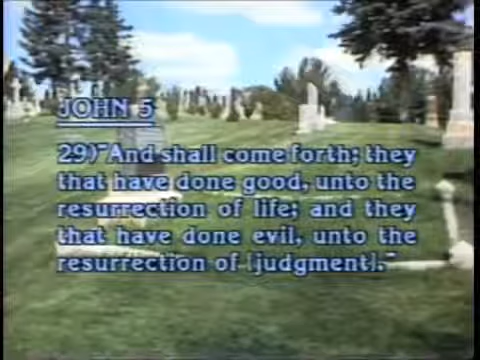 JOHN 5
29) "And shall come forth; they
that have done good, unto the
resurrection of life; and they
that have done evil, unto the
resurrection of [judgment]."